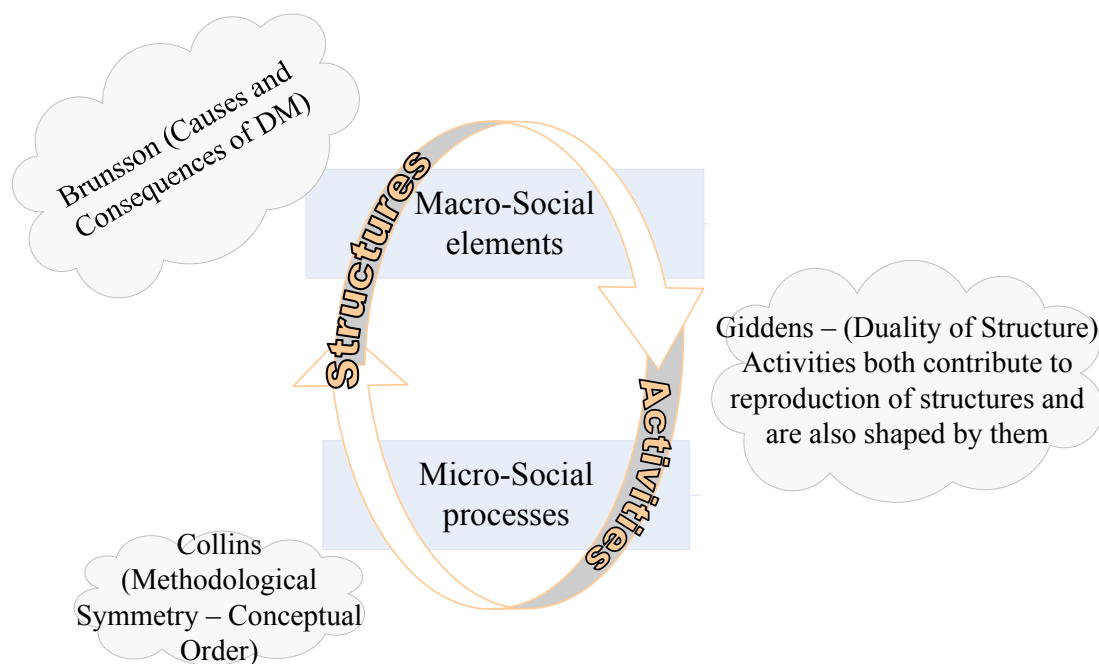 Brunsson (Causes and
Consequences of DM)
Structures
Macro-Social
elements
Giddens – (Duality of Structure)
Activities both contribute to
reproduction of structures and
are also shaped by them
Activities
Micro-Social
processes
Collins
(Methodological
Symmetry – Conceptual
Order)